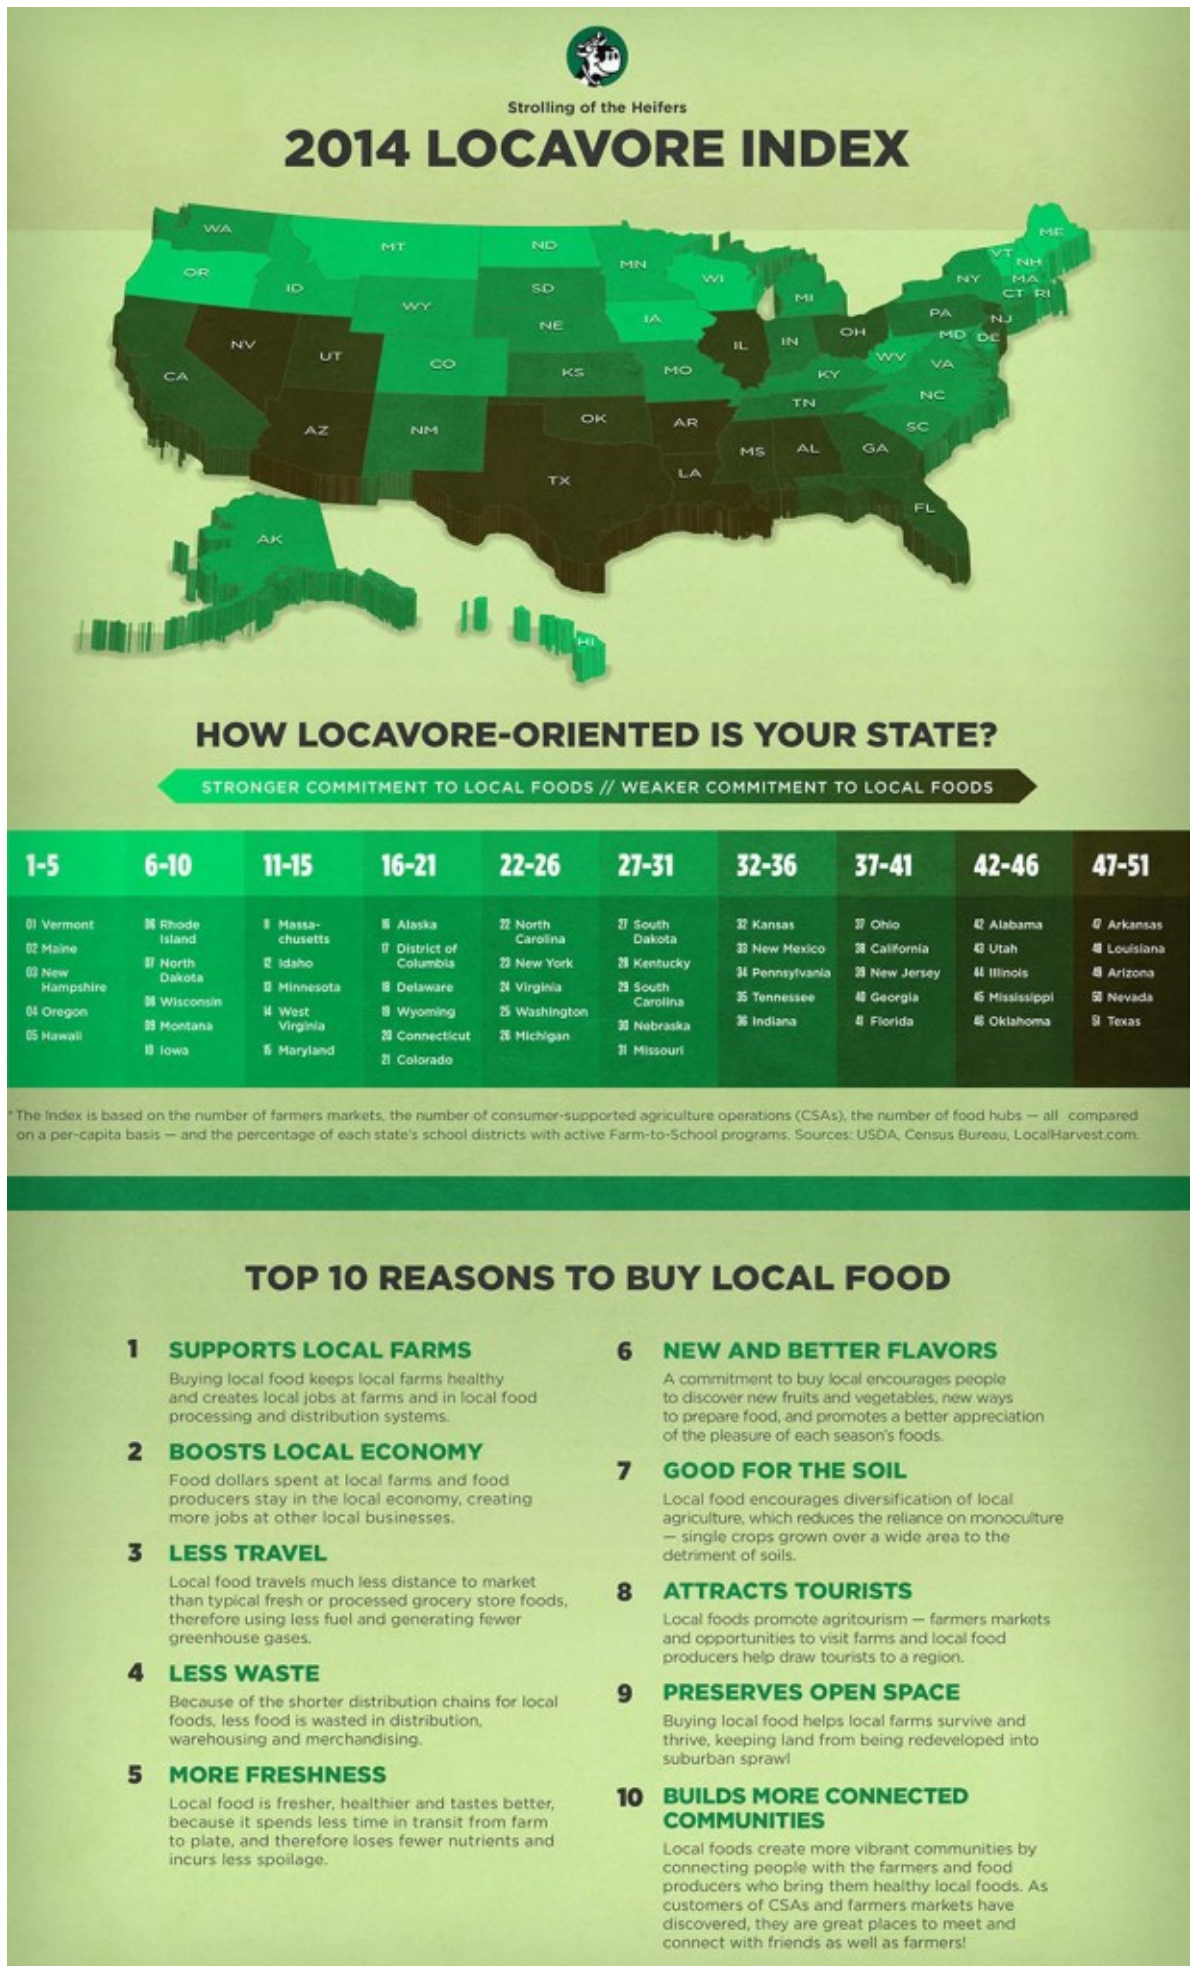 Strolling of the Heifers
2014 LOCAVORE INDEX
WA
OR
ID
MT
WY
ND
SD
NE
MN
WI
IA
MI
NV
UT
CA
CO
KS
MO
IL
IN
OH
KY
WV
VA
PA
NY
VT
NH
ME
MA
CT RI
NJ
MD DE
AZ
NM
OK
AR
TX
LA
MS
AL
GA
TN
NC
SC
FL
AK
HI
HOW LOCAVORE-ORIENTED IS YOUR STATE?
STRONGER COMMITMENT TO LOCAL FOODS // WEAKER COMMITMENT TO LOCAL FOODS
1-5
01 Vermont
02 Maine
03 New
Hampshire
04 Oregon
05 Hawaii
6-10
06 Rhode
Island
07 North
Dakota
08 Wisconsin
09 Montana
10 Iowa
11-15
11 Massa-
chusetts
12 Idaho
13 Minnesota
14 West
Virginia
15 Maryland
16-21
16 Alaska
17 District of
Columbia
18 Delaware
19 Wyoming
20 Connecticut
21 Colorado
22-26
22 North
Carolina
23 New York
24 Virginia
25 Washington
26 Michigan
27-31
27 South
Dakota
28 Kentucky
29 South
Carolina
30 Nebraska
31 Missouri
32-36
32 Kansas
33 New Mexico
34 Pennsylvania
35 Tennessee
36 Indiana
37-41
37 Ohio
38 California
39 New Jersey
40 Georgia
41 Florida
42-46
42 Alabama
43 Utah
44 Illinois
45 Mississippi
46 Oklahoma
47-51
47 Arkansas
48 Louisiana
49 Arizona
50 Nevada
51 Texas
* The Index is based on the number of farmers markets, the number of consumer-supported agriculture operations (CSAs), the number of food hubs — all compared
on a per-capita basis — and the percentage of each state's school districts with active Farm-to-School programs. Sources: USDA, Census Bureau, LocalHarvest.com.
TOP 10 REASONS TO BUY LOCAL FOOD
1 SUPPORTS LOCAL FARMS
Buying local food keeps local farms healthy
and creates local jobs at farms and in local food
processing and distribution systems.
2 BOOSTS LOCAL ECONOMY
Food dollars spent at local farms and food
producers stay in the local economy, creating
more jobs at other local businesses.
3 LESS TRAVEL
Local food travels much less distance to market
than typical fresh or processed grocery store foods,
therefore using less fuel and generating fewer
greenhouse gases.
4 LESS WASTE
Because of the shorter distribution chains for local
foods, less food is wasted in distribution,
warehousing and merchandising.
5 MORE FRESHNESS
Local food is fresher, healthier and tastes better,
because it spends less time in transit from farm
to plate, and therefore loses fewer nutrients and
incurs less spoilage.
6 NEW AND BETTER FLAVORS
A commitment to buy local encourages people
to discover new fruits and vegetables, new ways
to prepare food, and promotes a better appreciation
of the pleasure of each season's foods.
7 GOOD FOR THE SOIL
Local food encourages diversification of local
agriculture, which reduces the reliance on monoculture
— single crops grown over a wide area to the
detriment of soils.
8 ATTRACTS TOURISTS
Local foods promote agritourism — farmers markets
and opportunities to visit farms and local food
producers help draw tourists to a region.
9 PRESERVES OPEN SPACE
Buying local food helps local farms survive and
thrive, keeping land from being redeveloped into
suburban sprawl
10 BUILDS MORE CONNECTED
COMMUNITIES
Local foods create more vibrant communities by
connecting people with the farmers and food
producers who bring them healthy local foods. As
customers of CSAs and farmers markets have
discovered, they are great places to meet and
connect with friends as well as farmers!